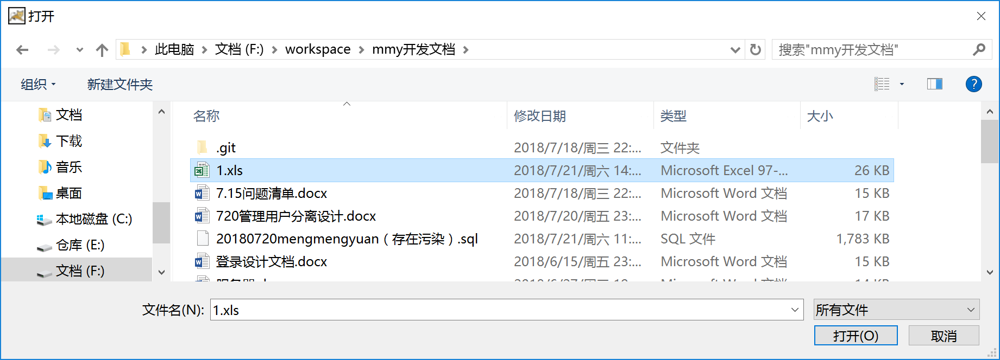 打开
此电脑 文档 (F:) workspace mmy开发文档
搜索"mmy开发文档"
组织 新建文件夹
文档
下载
音乐
桌面
本地磁盘 (C:)
仓库 (E:)
文档 (F:)
名称 修改日期 类型 大小
.git 2018/7/18/周三 22:... 文件夹
1.xls 2018/7/21/周六 14:... Microsoft Excel 97-... 26 KB
7.15问题清单.docx 2018/7/18/周三 22:... Microsoft Word 文档 15 KB
720管理用户分离设计.docx 2018/7/20/周五 23:... Microsoft Word 文档 17 KB
20180720mengmengyuan（存在污染）.sql 2018/7/21/周六 11:... SQL 文件 1,783 KB
登录设计文档.docx 2018/6/15/周五 23:... Microsoft Word 文档 15 KB
文件名(N): 1.xls 所有文件
打开(O) 取消